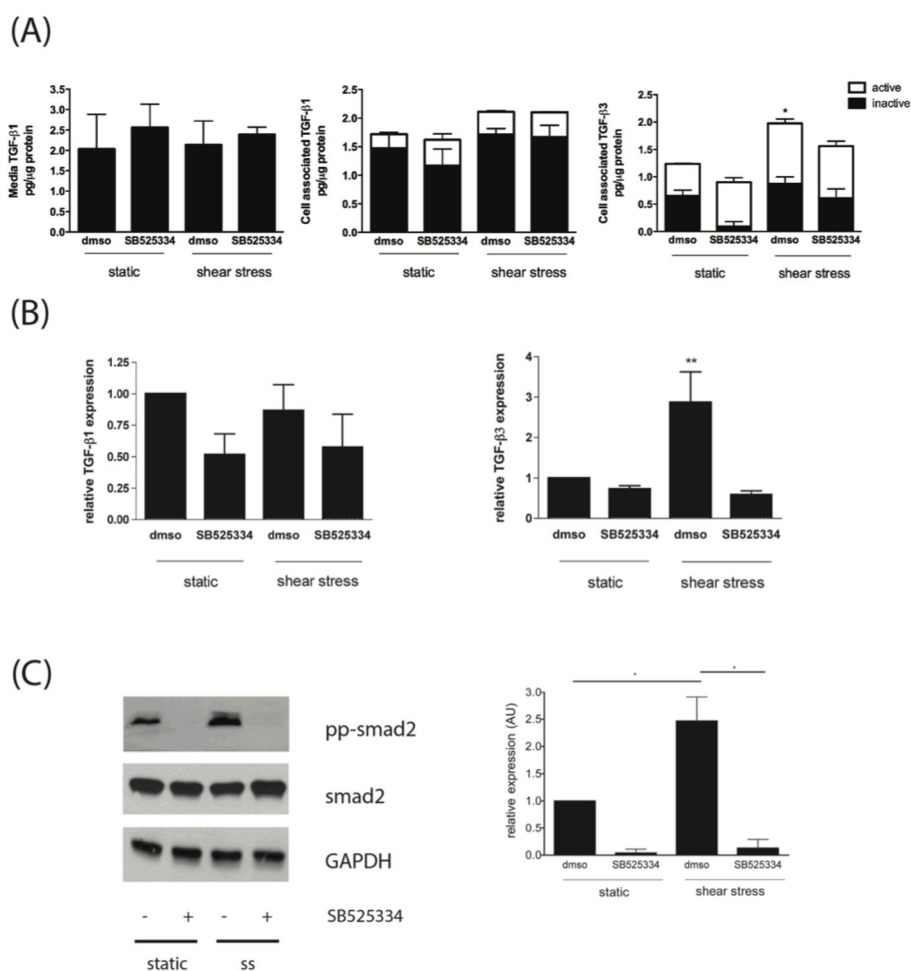 (A)
Media TGF-β1
pg/μg protein
3.5
3.0
2.5
2.0
1.5
1.0
0.5
0.0
dmso SB525334 dmso SB525334
static shear stress
Cell associated TGF-β1
pg/μg protein
2.5
2.0
1.5
1.0
0.5
0.0
dmso SB525334 dmso SB525334
static shear stress
Cell associated TGF-β3
pg/μg protein
2.5
2.0
1.5
1.0
0.5
0.0
*
active
inactive
dmso SB525334 dmso SB525334
static shear stress
(B)
relative TGF-β1 expression
1.25
1.00
0.75
0.50
0.25
0.00
dmso SB525334 dmso SB525334
static shear stress
relative TGF-β3 expression
4
3
2
1
0
**
dmso SB525334 dmso SB525334
static shear stress
(C)
pp-smad2
smad2
GAPDH
- + - + SB525334
static ss
relative expression (AU)
3.0
2.5
2.0
1.5
1.0
0.5
0.0
* *
dmso SB525334 dmso SB525334
static shear stress